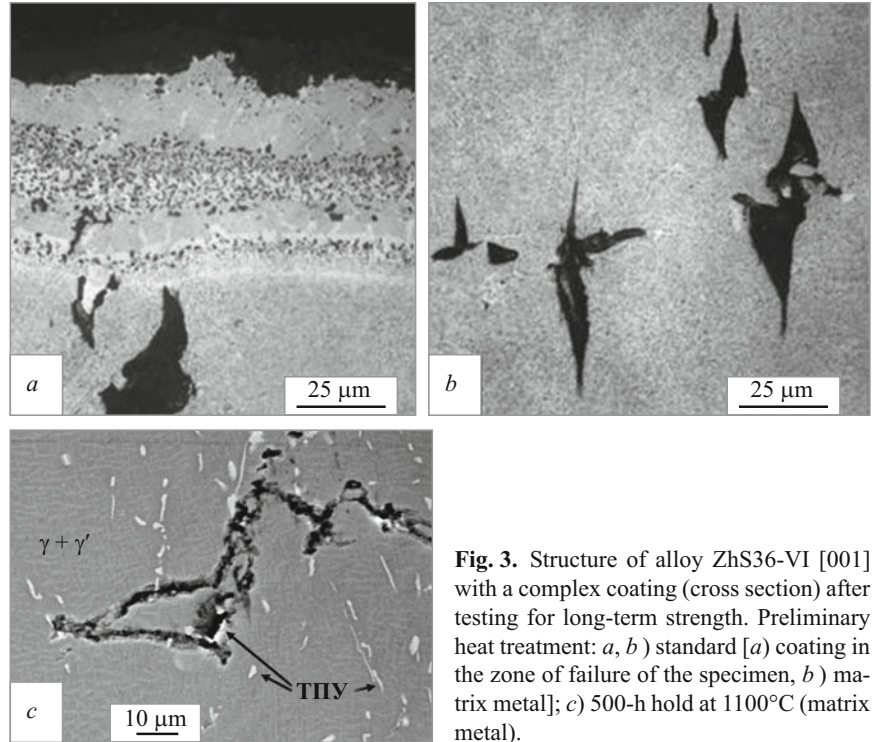 a
25 μm
b
25 μm
γ + γ′
ТПУ
c
10 μm
Fig. 3. Structure of alloy ZhS36-VI [001]
with a complex coating (cross section) after
testing for long-term strength. Preliminary
heat treatment: a, b ) standard [a) coating in
the zone of failure of the specimen, b ) ma-
trix metal]; c) 500-h hold at 1100°C (matrix
metal).